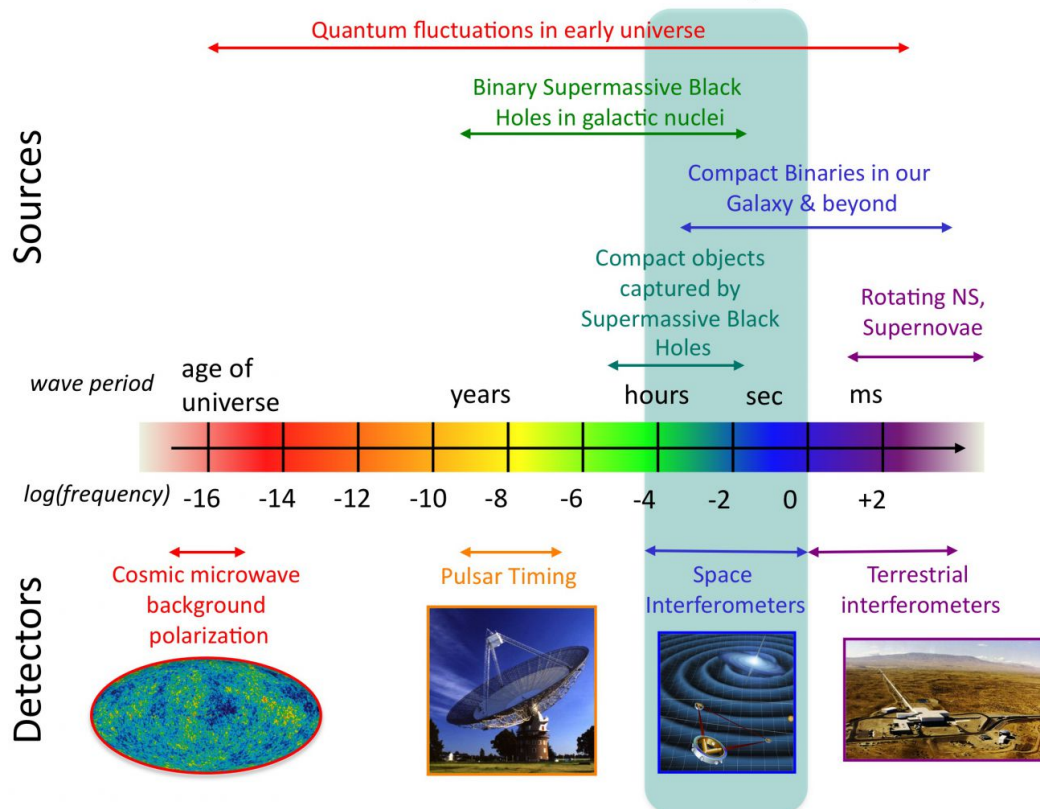 Quantum fluctuations in early universe
Binary Supermassive Black
Holes in galactic nuclei
Compact Binaries in our
Galaxy & beyond
Compact objects
captured by
Supermassive Black
Holes
Rotating NS,
Supernovae
Sources
wave period
age of
universe
years
hours
sec
ms
log(frequency)
-16
-14
-12
-10
-8
-6
-4
-2
0
+2
Detectors
Cosmic microwave
background
polarization
Pulsar Timing
Space
Interferometers
Terrestrial
interferometers